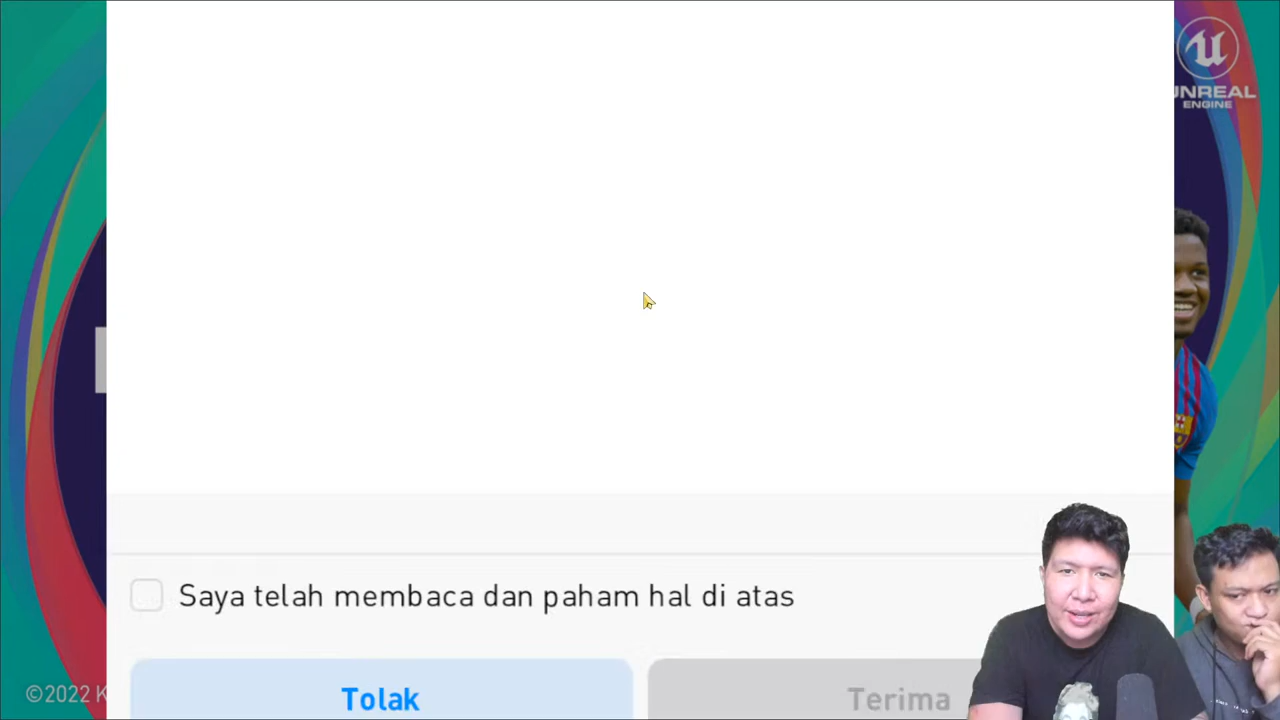 UNREAL
ENGINE
Saya telah membaca dan paham hal di atas
Tolak
Terima
©2022 K